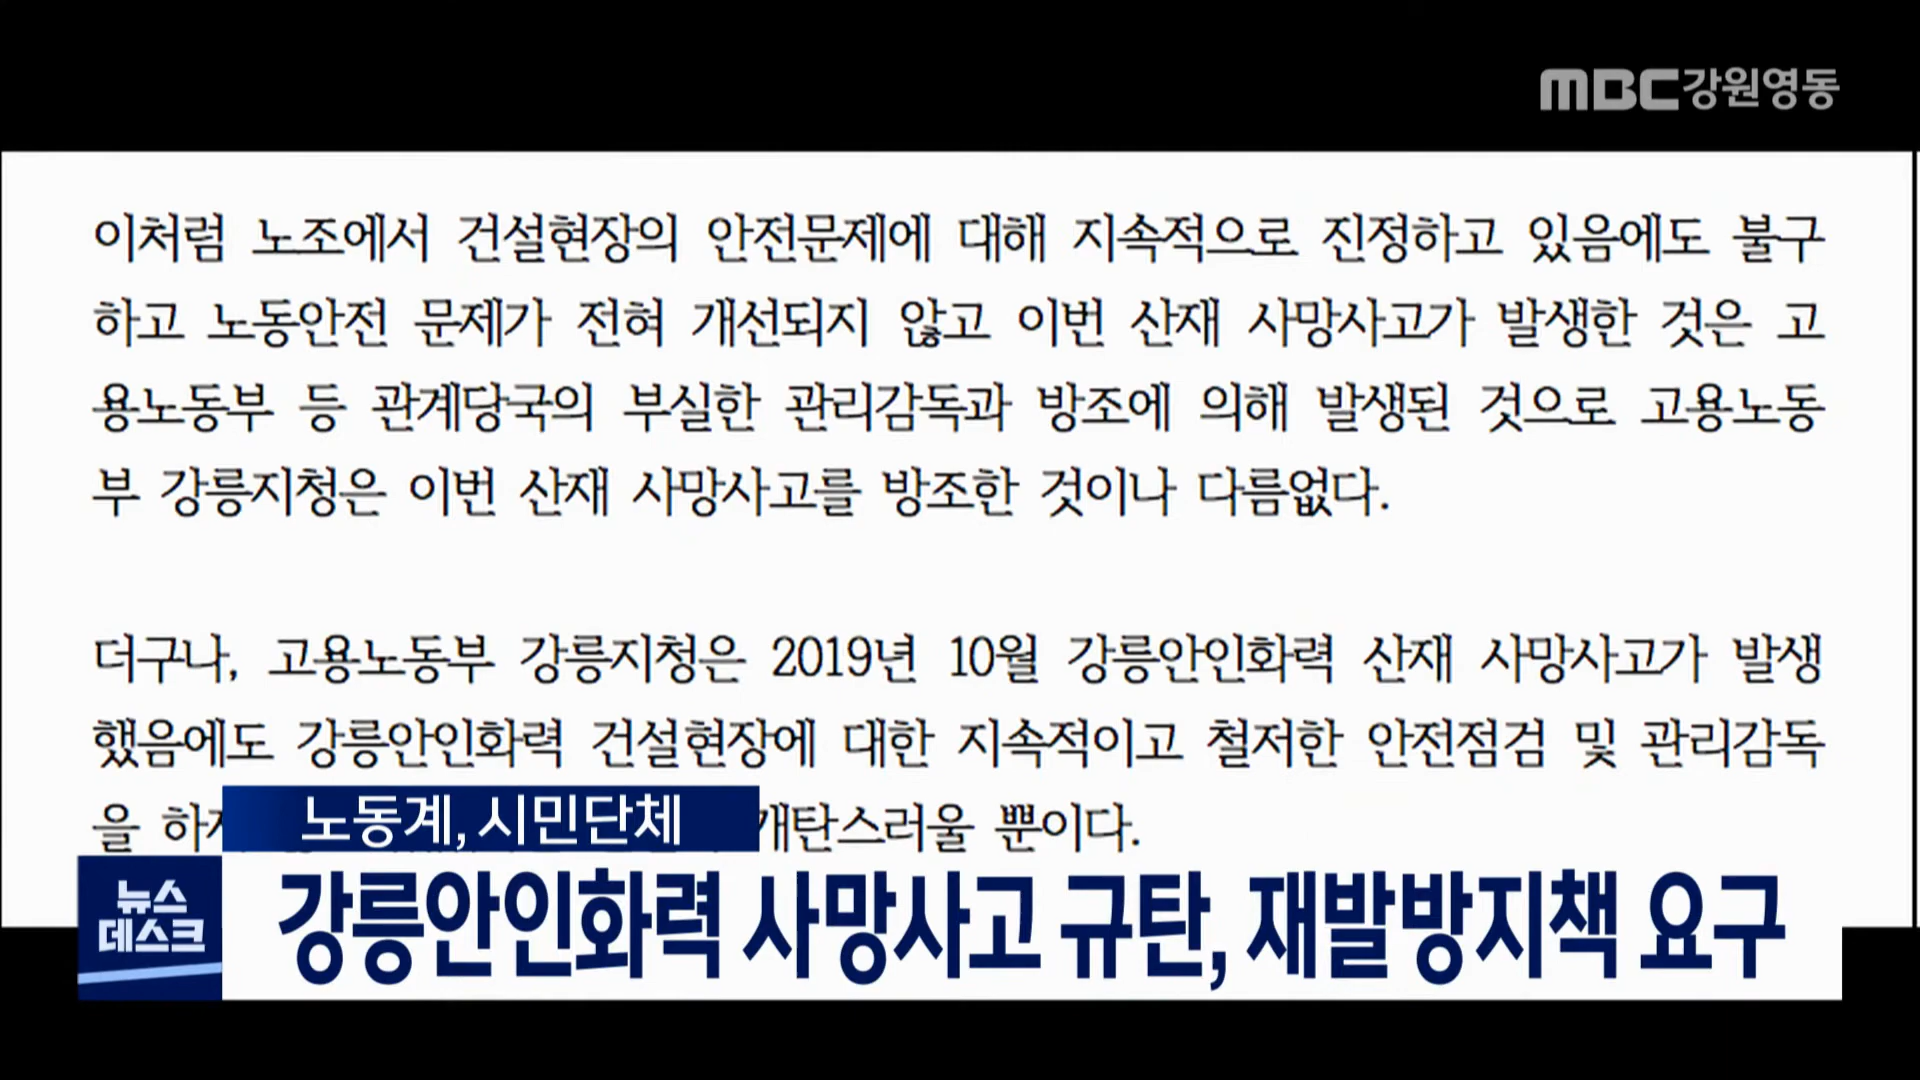 MBC강원영동
이처럼 노조에서 건설현장의 안전문제에 대해 지속적으로 진정하고 있음에도 불구
하고 노동안전 문제가 전혀 개선되지 않고 이번 산재 사망사고가 발생한 것은 고
용노동부 등 관계당국의 부실한 관리감독과 방조에 의해 발생된 것으로 고용노동
부 강릉지청은 이번 산재 사망사고를 방조한 것이나 다름없다.
더구나, 고용노동부 강릉지청은 2019년 10월 강릉안인화력 산재 사망사고가 발생
했음에도 강릉안인화력 건설현장에 대한 지속적이고 철저한 안전점검 및 관리감독
을 개탄스러울 뿐이다.
노동계, 시민단체
뉴스
데스크
강릉안인화력 사망사고 규탄, 재발방지책 요구